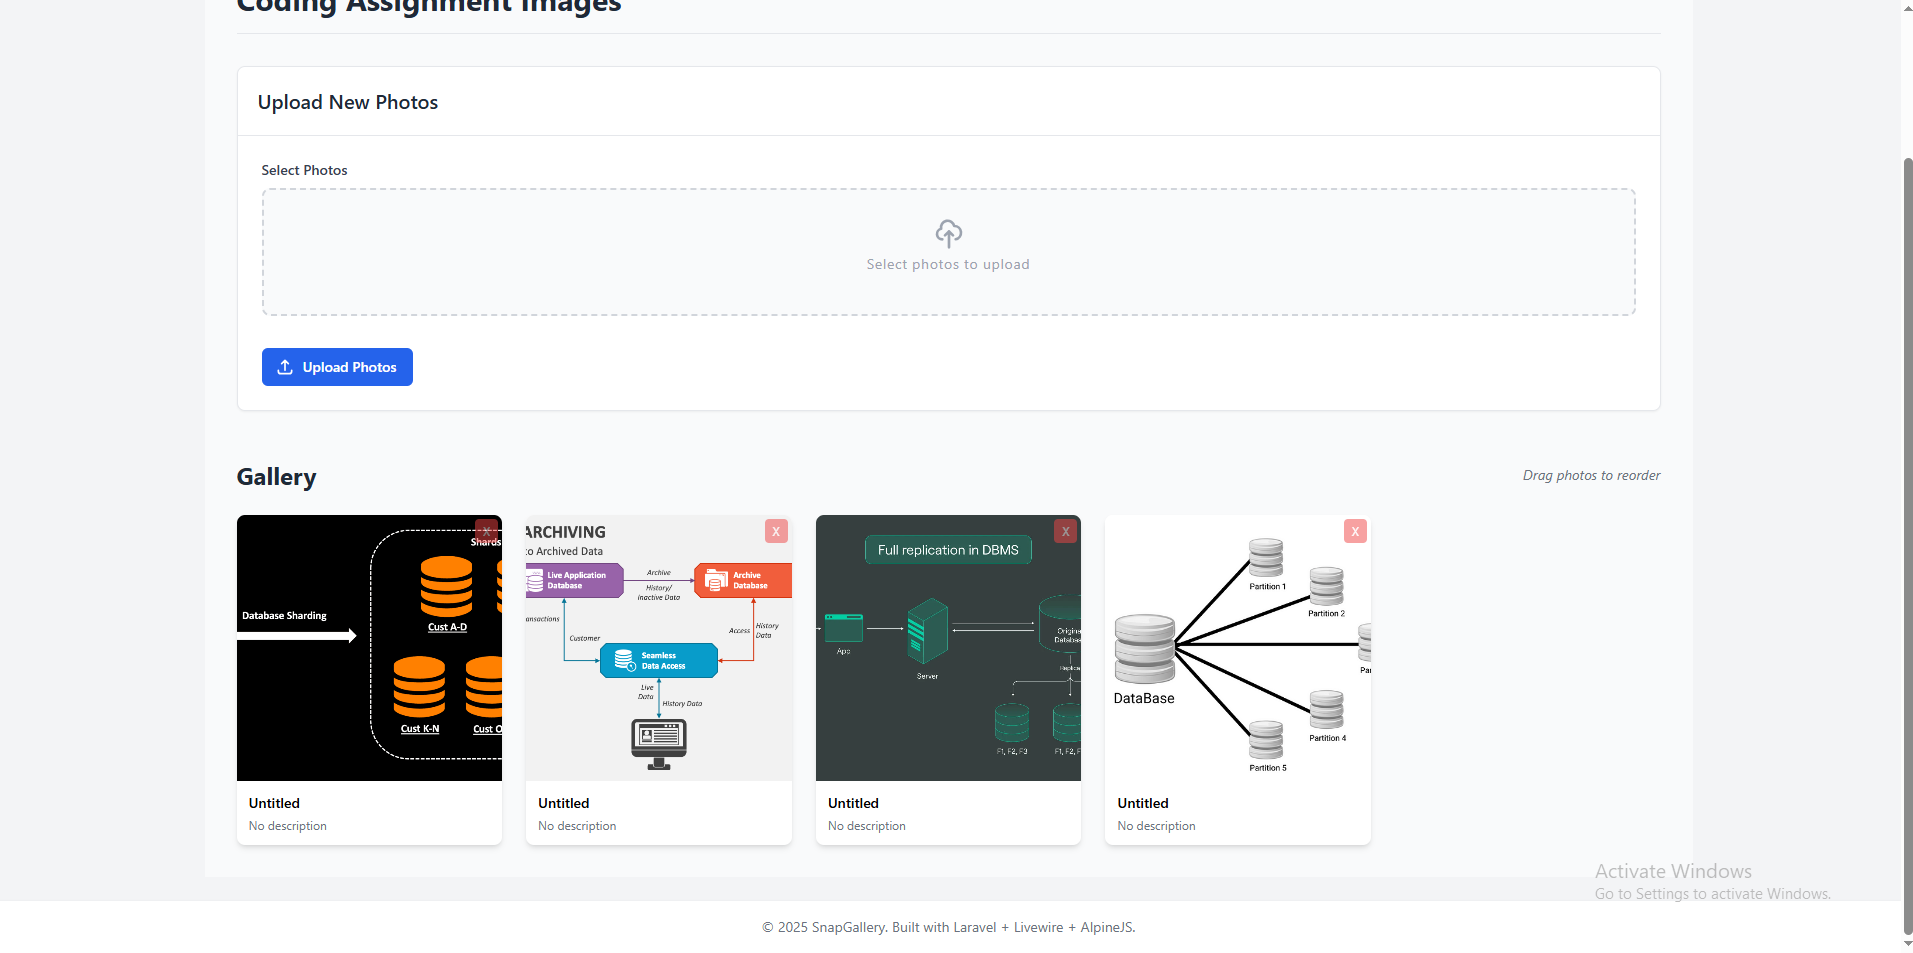 Coding Assignment Images
Upload New Photos
Select Photos
Select photos to upload
Upload Photos
Gallery
Drag photos to reorder
X
Shards
Database Sharding
Cust A-D
Cust K-N
Cust O
X
ARCHIVING
to Archived Data
Live Application
Database
Archive
History/
Inactive Data
Archive
Database
ansactions
Customer
Access
History
Data
Seamless
Data Access
Live
Data
History Data
X
Full replication in DBMS
App
Server
Origina
Databas
Replica
F1, F2, F3
F1, F2, F
X
Partition 1
Partition 2
Pa
DataBase
Partition 4
Partition 5
Untitled
No description
Untitled
No description
Untitled
No description
Untitled
No description
Activate Windows
Go to Settings to activate Windows.
© 2025 SnapGallery. Built with Laravel + Livewire + AlpineJS.